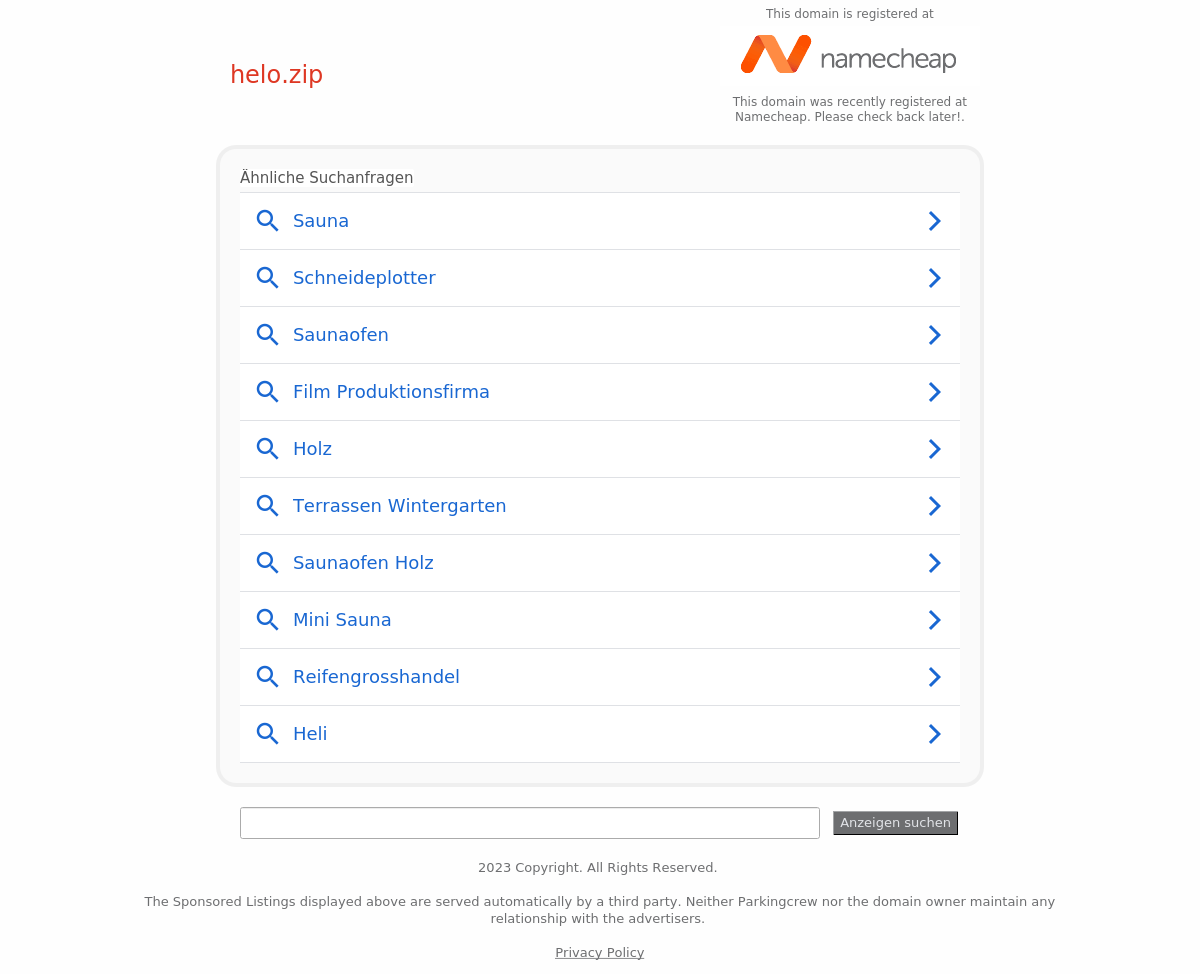 This domain is registered at
namecheap
helo.zip
This domain was recently registered at
Namecheap. Please check back later!.
Ähnliche Suchanfragen
Sauna
Schneideplotter
Saunaofen
Film Produktionsfirma
Holz
Terrassen Wintergarten
Saunaofen Holz
Mini Sauna
Reifengrosshandel
Heli
Anzeigen suchen
2023 Copyright. All Rights Reserved.
The Sponsored Listings displayed above are served automatically by a third party. Neither Parkingcrew nor the domain owner maintain any
relationship with the advertisers.
Privacy Policy